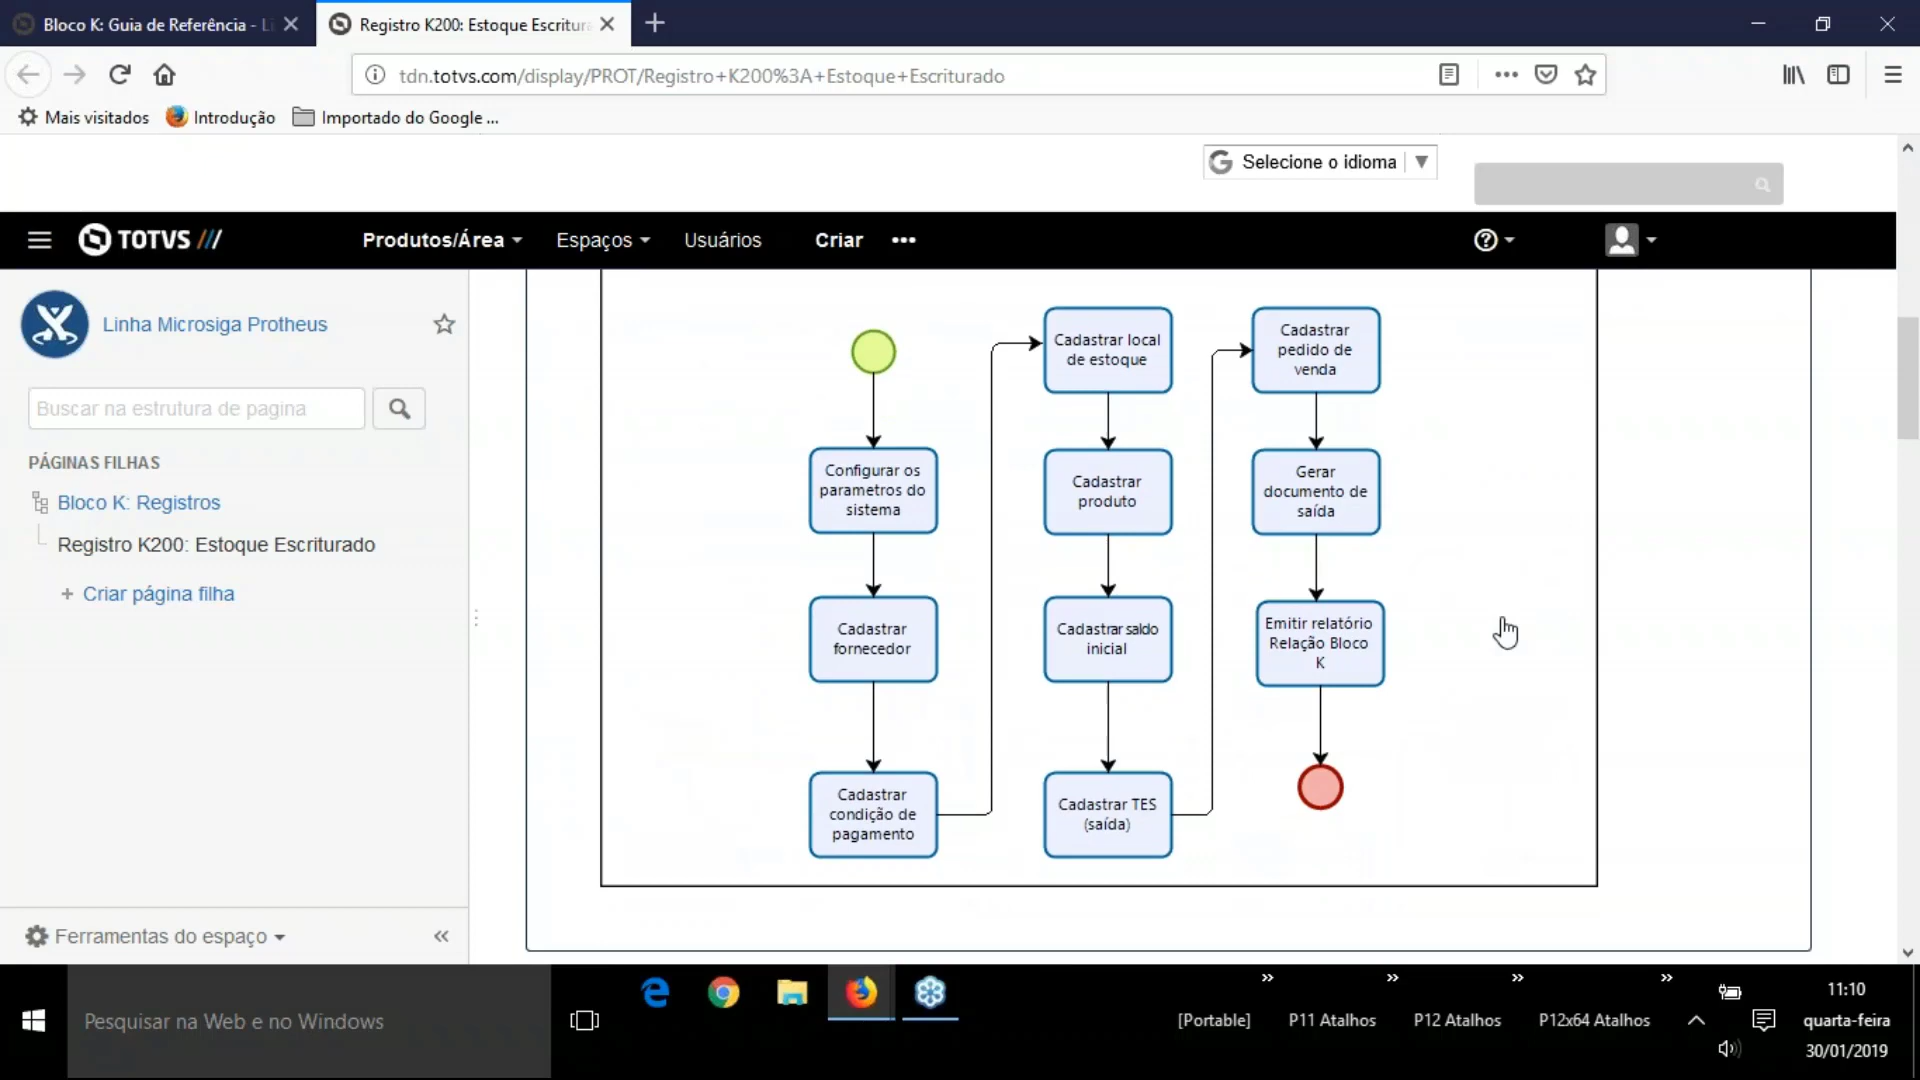 Bloco K: Guia de Referência - Li
Registro K200: Estoque Escritura
tdn.totvs.com/display/PROT/Registro+K200%3A+Estoque+Escriturado
Mais visitados
Introdução
Importado do Google ...
Selecione o idioma
TOTVS
Produtos/Área
Espaços
Usuários
Criar
Linha Microsiga Protheus
Buscar na estrutura de pagina
PÁGINAS FILHAS
Bloco K: Registros
Registro K200: Estoque Escriturado
+ Criar página filha
Ferramentas do espaço
Configurar os
parametros do
sistema
Cadastrar
fornecedor
Cadastrar
condição de
pagamento
Cadastrar local
de estoque
Cadastrar
produto
Cadastrar saldo
inicial
Cadastrar TES
(saída)
Cadastrar
pedido de
venda
Gerar
documento de
saída
Emitir relatório
Relação Bloco
K
Pesquisar na Web e no Windows
[Portable]
P11 Atalhos
P12 Atalhos
P12x64 Atalhos
11:10
quarta-feira
30/01/2019